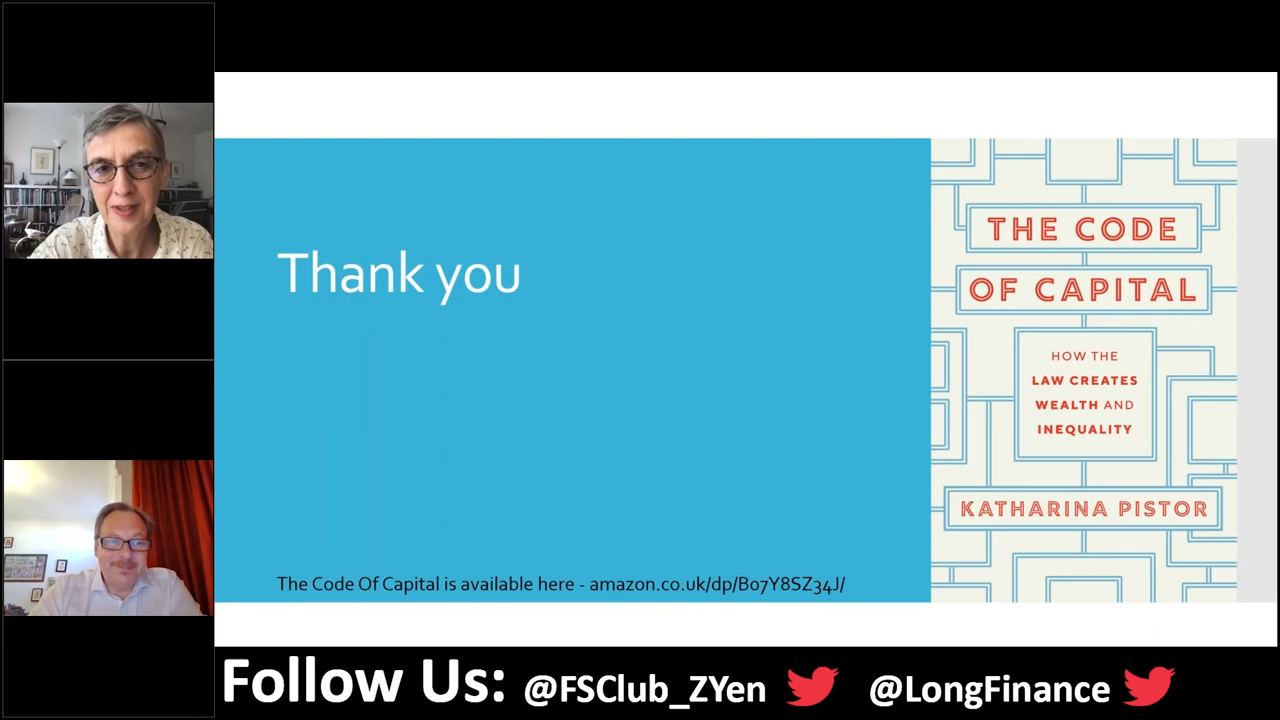 Thank you
The Code Of Capital is available here - amazon.co.uk/dp/B07Y8SZ34J/
THE CODE
OF CAPITAL
HOW THE
LAW CREATES
WEALTH AND
INEQUALITY
KATHARINA PISTOR
Follow Us: @FSClub_ZYen @LongFinance